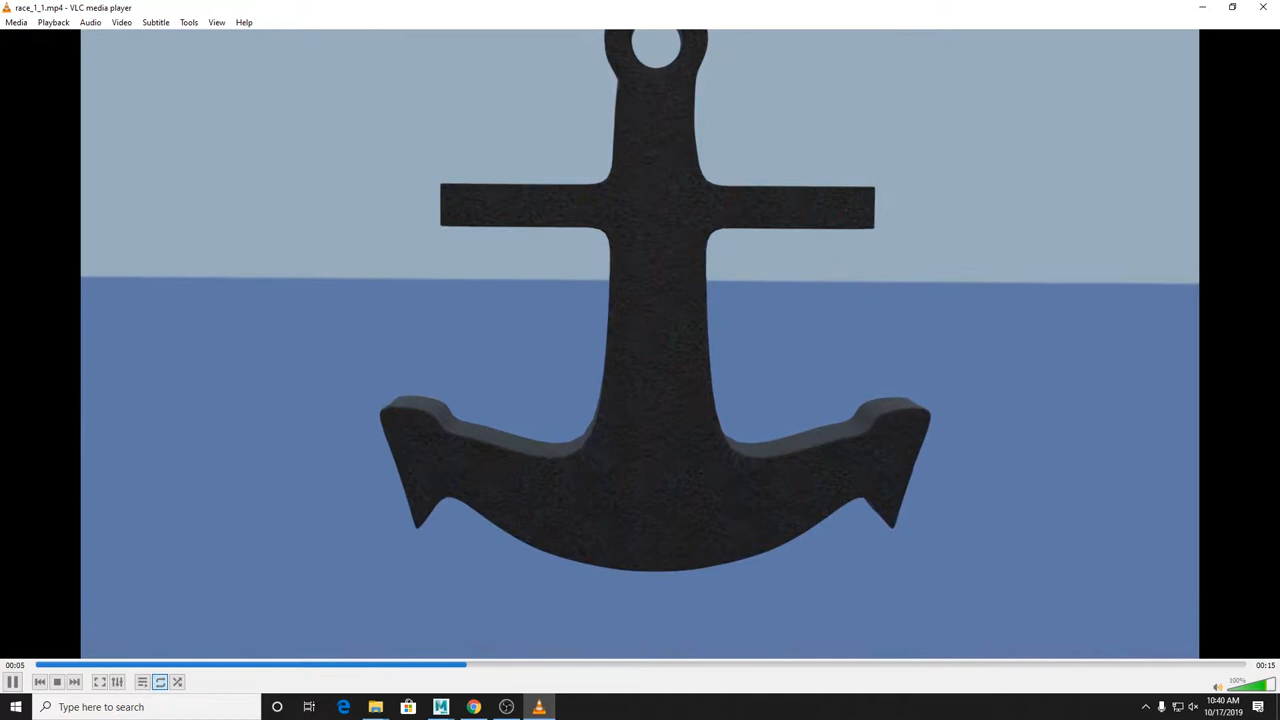 race_1_1.mp4 - VLC media player
Media Playback Audio Video Subtitle Tools View Help
00:05
00:15
100%
Type here to search
10:40 AM
10/17/2019